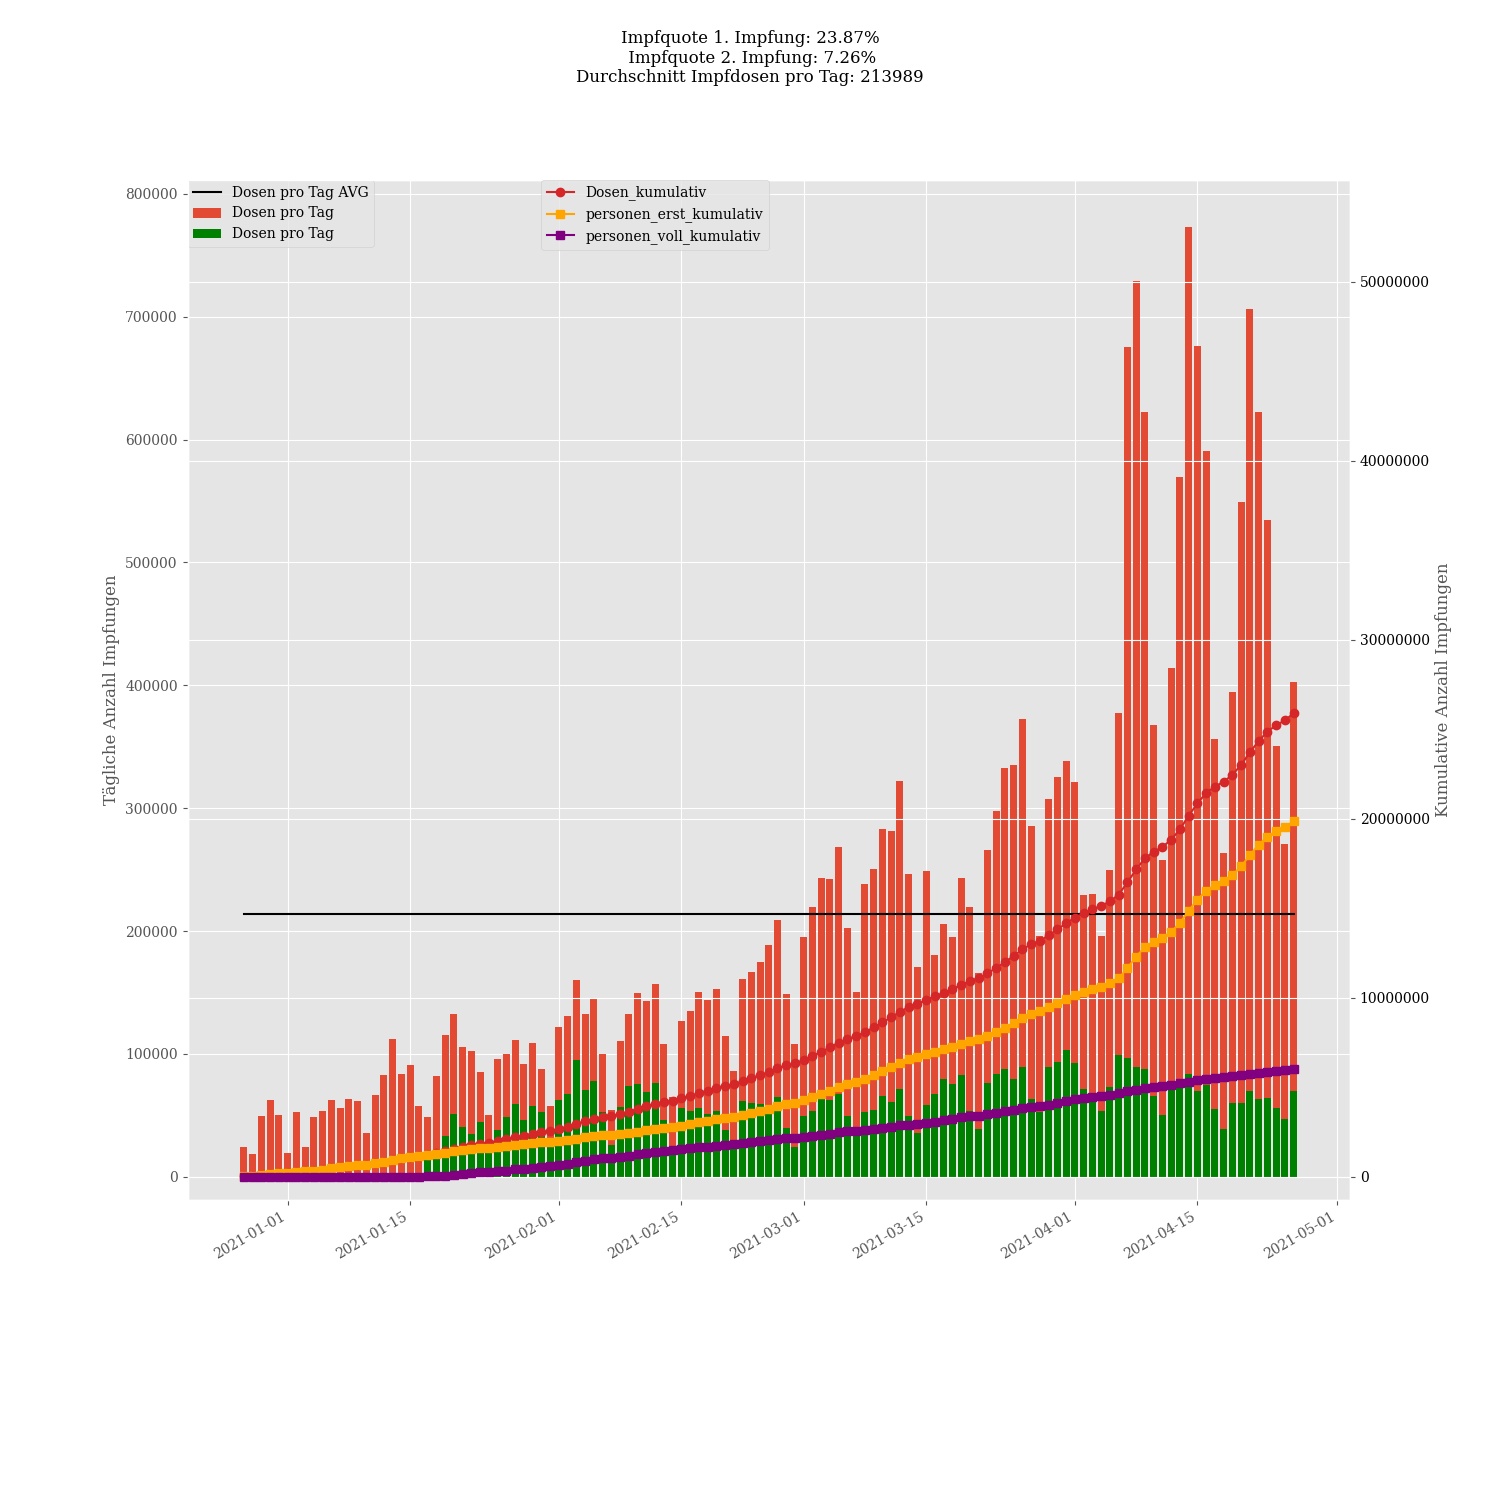 Impfquote 1. Impfung: 23.87%
Impfquote 2. Impfung: 7.26%
Durchschnitt Impfdosen pro Tag: 213989
Dosen pro Tag AVG
Dosen pro Tag
Dosen pro Tag
Dosen_kumulativ
personen_erst_kumulativ
personen_voll_kumulativ
Tägliche Anzahl Impfungen
800000
700000
600000
500000
400000
300000
200000
100000
0
50000000
40000000
30000000
20000000
10000000
0
Kumulative Anzahl Impfungen
2021-01-01
2021-01-15
2021-02-01
2021-02-15
2021-03-01
2021-03-15
2021-04-01
2021-04-15
2021-05-01